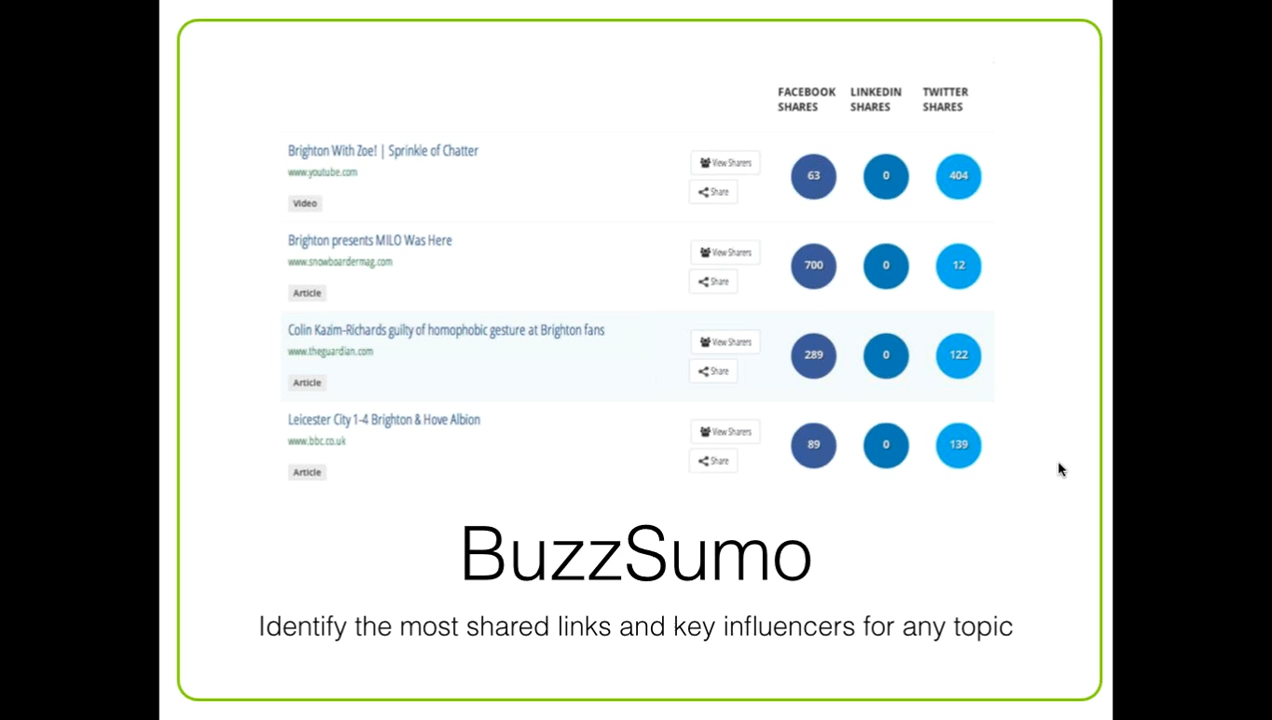 FACEBOOK SHARES LINKEDIN SHARES TWITTER SHARES
Brighton With Zoe! | Sprinkle of Chatter
www.youtube.com
Video
View Sharers
Share
63 0 404
Brighton presents MILO Was Here
www.snowboardermag.com
Article
View Sharers
Share
700 0 12
Colin Kazim-Richards guilty of homophobic gesture at Brighton fans
www.theguardian.com
Article
View Sharers
Share
289 0 122
Leicester City 1-4 Brighton & Hove Albion
www.bbc.co.uk
Article
View Sharers
Share
89 0 139
BuzzSumo
Identify the most shared links and key influencers for any topic